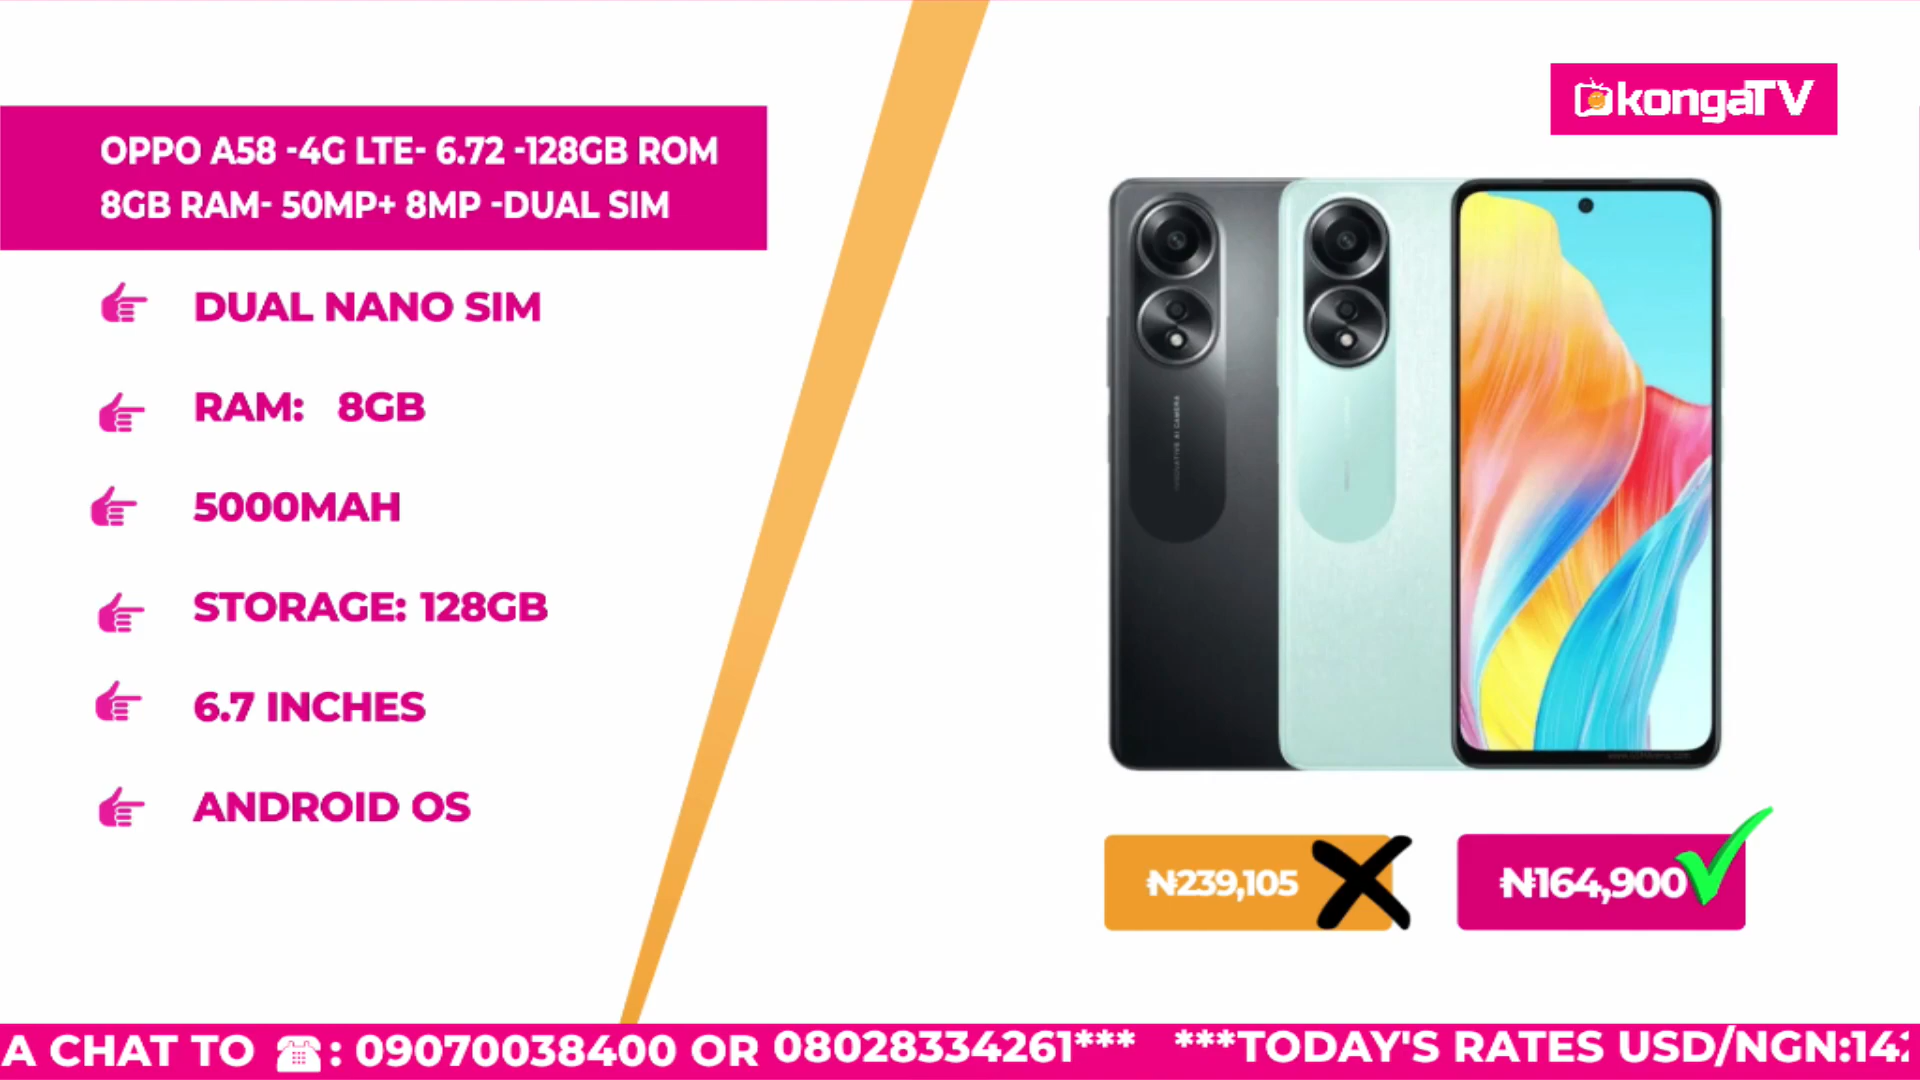 kongaTV
OPPO A58 -4G LTE- 6.72 -128GB ROM
8GB RAM- 50MP+ 8MP -DUAL SIM
DUAL NANO SIM
RAM: 8GB
5000MAH
STORAGE: 128GB
6.7 INCHES
ANDROID OS
₦239,105
₦164,900
A CHAT TO ☎: 09070038400 OR 08028334261*** ***TODAY'S RATES USD/NGN:14